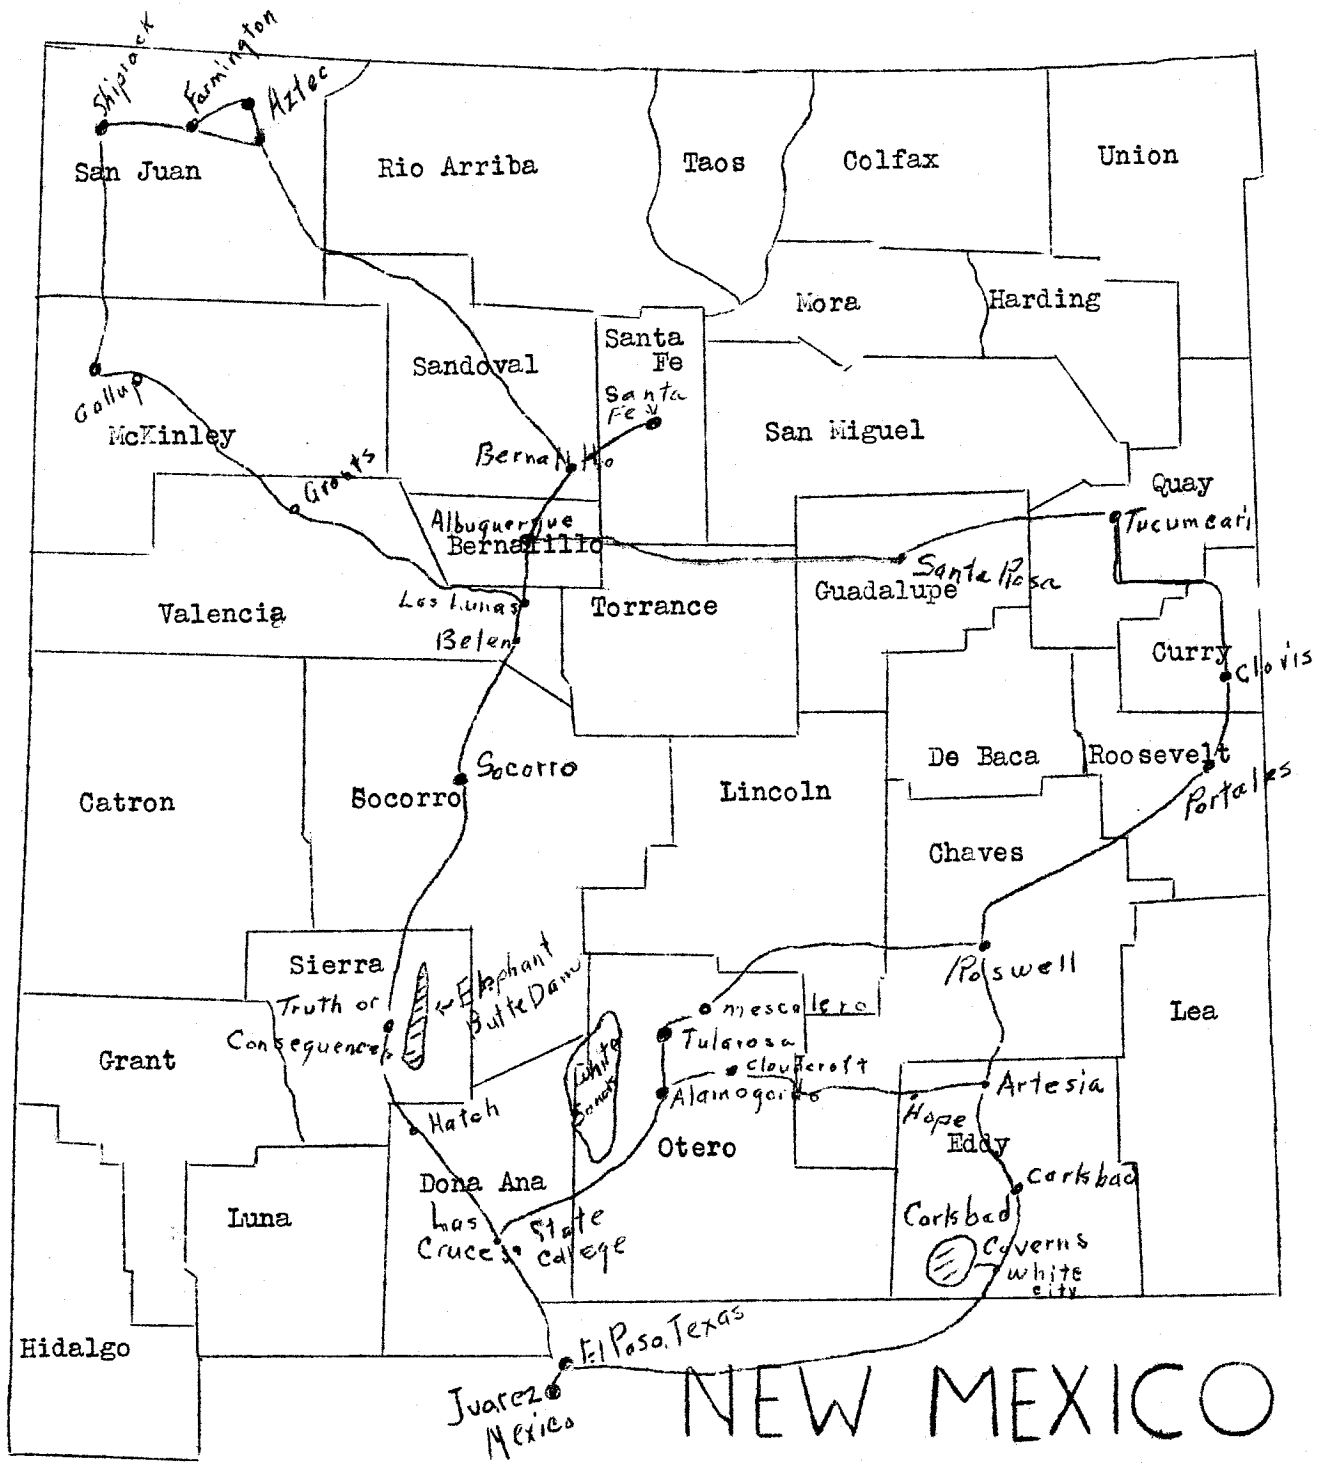 Shiprock
Farmington
Aztec
San Juan
Rio Arriba
Taos
Colfax
Union
Mora
Harding
Santa
Fe
Sandoval
Santa
Fe
Gallup
McKinley
San Miguel
Bernalillo
Grants
Quay
Albuquerque
Tucumcari
Bernalillo
Santa Rosa
Guadalupe
Los Lunas
Torrance
Valencia
Belen
Curry
Clovis
De Baca
Roosevelt
Socorro
Portales
Catron
Socorro
Lincoln
Chaves
Sierra
Elephant
Butte Dam
Roswell
Truth or
Consequences
mescalero
Lea
Tularosa
Grant
White
Sands
Cloudcroft
Alamogordo
Artesia
Hope
Hatch
Otero
Eddy
Dona Ana
Carlsbad
Luna
Las
Cruces
State
College
Carlsbad
Caverns
White
City
Hidalgo
El Paso, Texas
Juarez
Mexico
NEW MEXICO